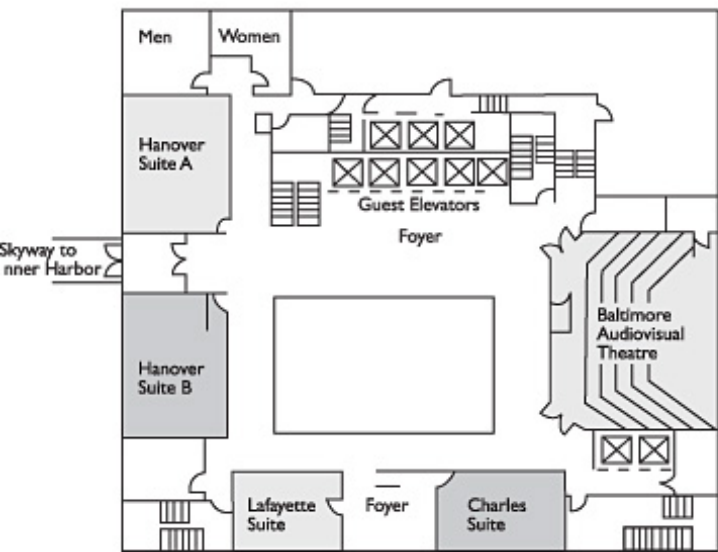 Men
Women
Hanover
Suite A
Guest Elevators
Foyer
Skyway to
nner Harbor
Baltimore
Audiovisual
Theatre
Hanover
Suite B
Lafayette
Suite
Foyer
Charles
Suite